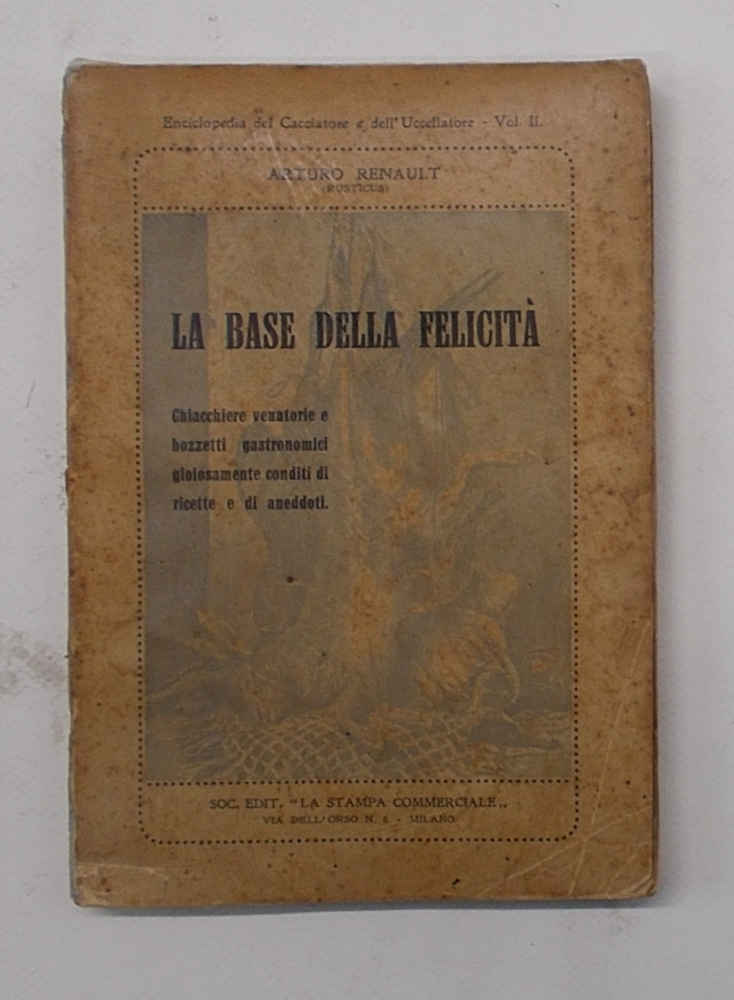 Enciclopedia del Cacciatore e dell'Uccellatore - Vol. II.
ARTURO RENAULT
(RUSTICUS)
LA BASE DELLA FELICITÀ
Chiacchiere venatorie e
bozzetti gastronomici
gioiosamente conditi di
ricette e di aneddoti.
SOC. EDIT. "LA STAMPA COMMERCIALE„
VIA DELL'ORSO N. - MILANO